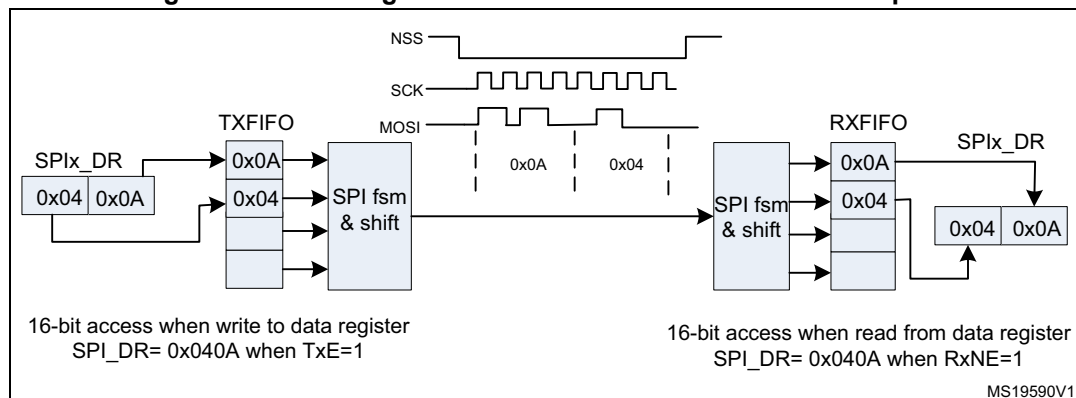 NSS
SCK
MOSI
TXFIFO
RXFIFO
SPIx_DR
SPIx_DR
0x0A
0x04
0x04 0x0A
SPI fsm
& shift
0x0A
0x04
SPI fsm
& shift
0x0A
0x04
0x04 0x0A
16-bit access when write to data register
SPI_DR= 0x040A when TxE=1
16-bit access when read from data register
SPI_DR= 0x040A when RxNE=1
MS19590V1